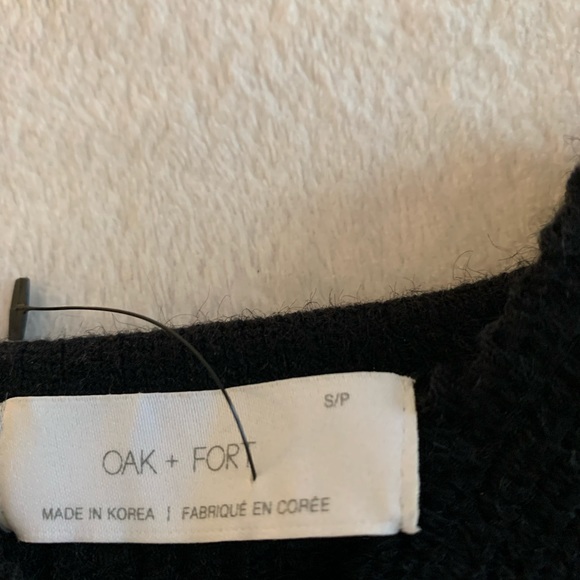 S/P
OAK + FORT
MADE IN KOREA | FABRIQUÉ EN CORÉE